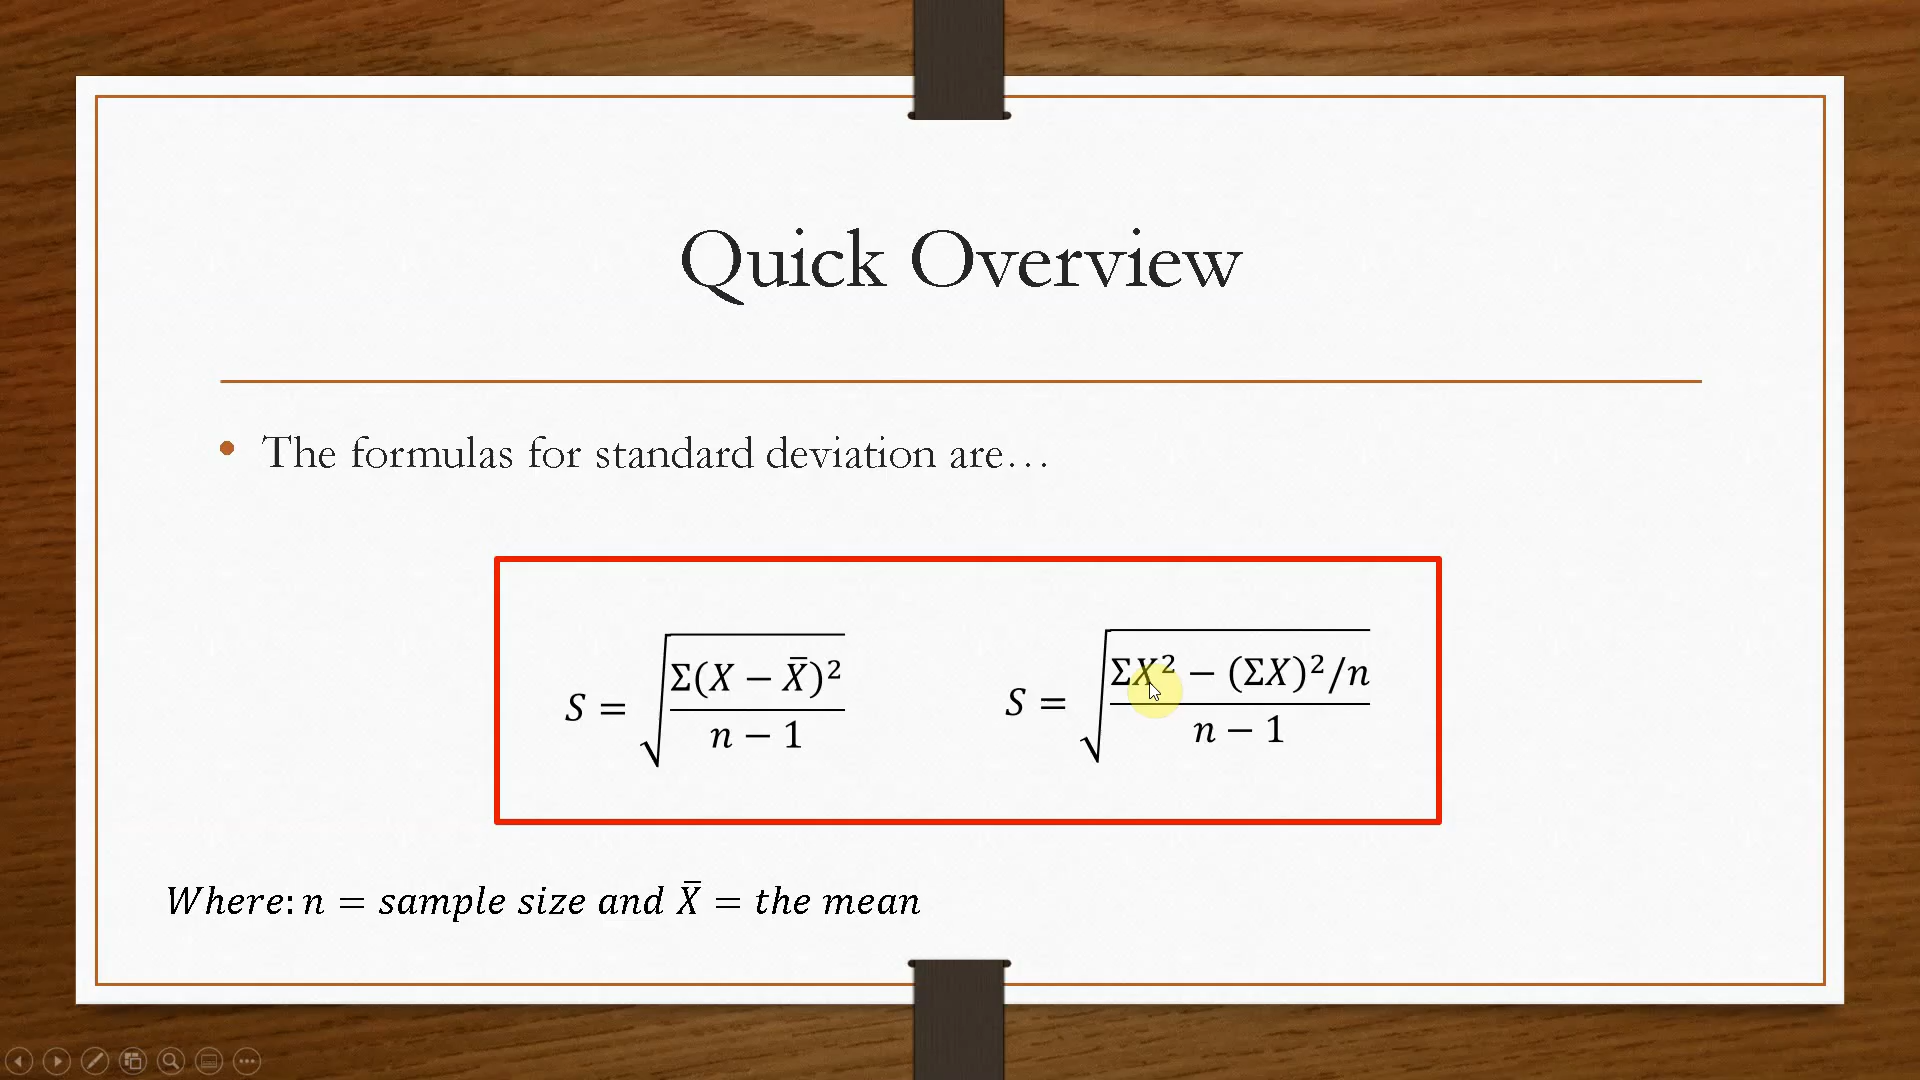 Quick Overview
• The formulas for standard deviation are…
S = √(Σ(X − X̄)²/(n − 1))
S = √((ΣX² − (ΣX)²/n)/(n − 1))
Where: n = sample size and X̄ = the mean